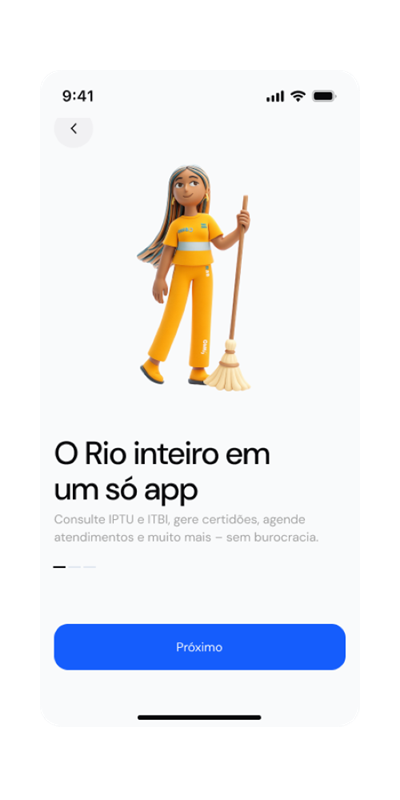 9:41
O Rio inteiro em
um só app
Consulte IPTU e ITBI, gere certidões, agende
atendimentos e muito mais – sem burocracia.
Próximo